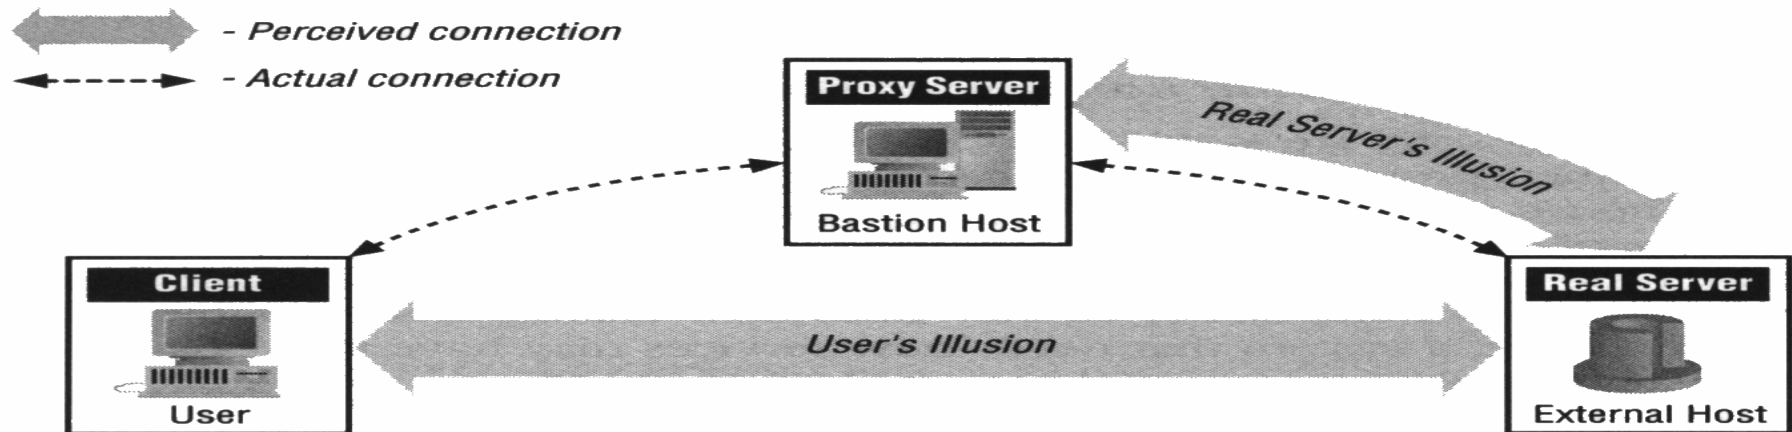 - Perceived connection
- Actual connection
Proxy Server
Bastion Host
Real Server's Illusion
Client
User
User's Illusion
Real Server
External Host